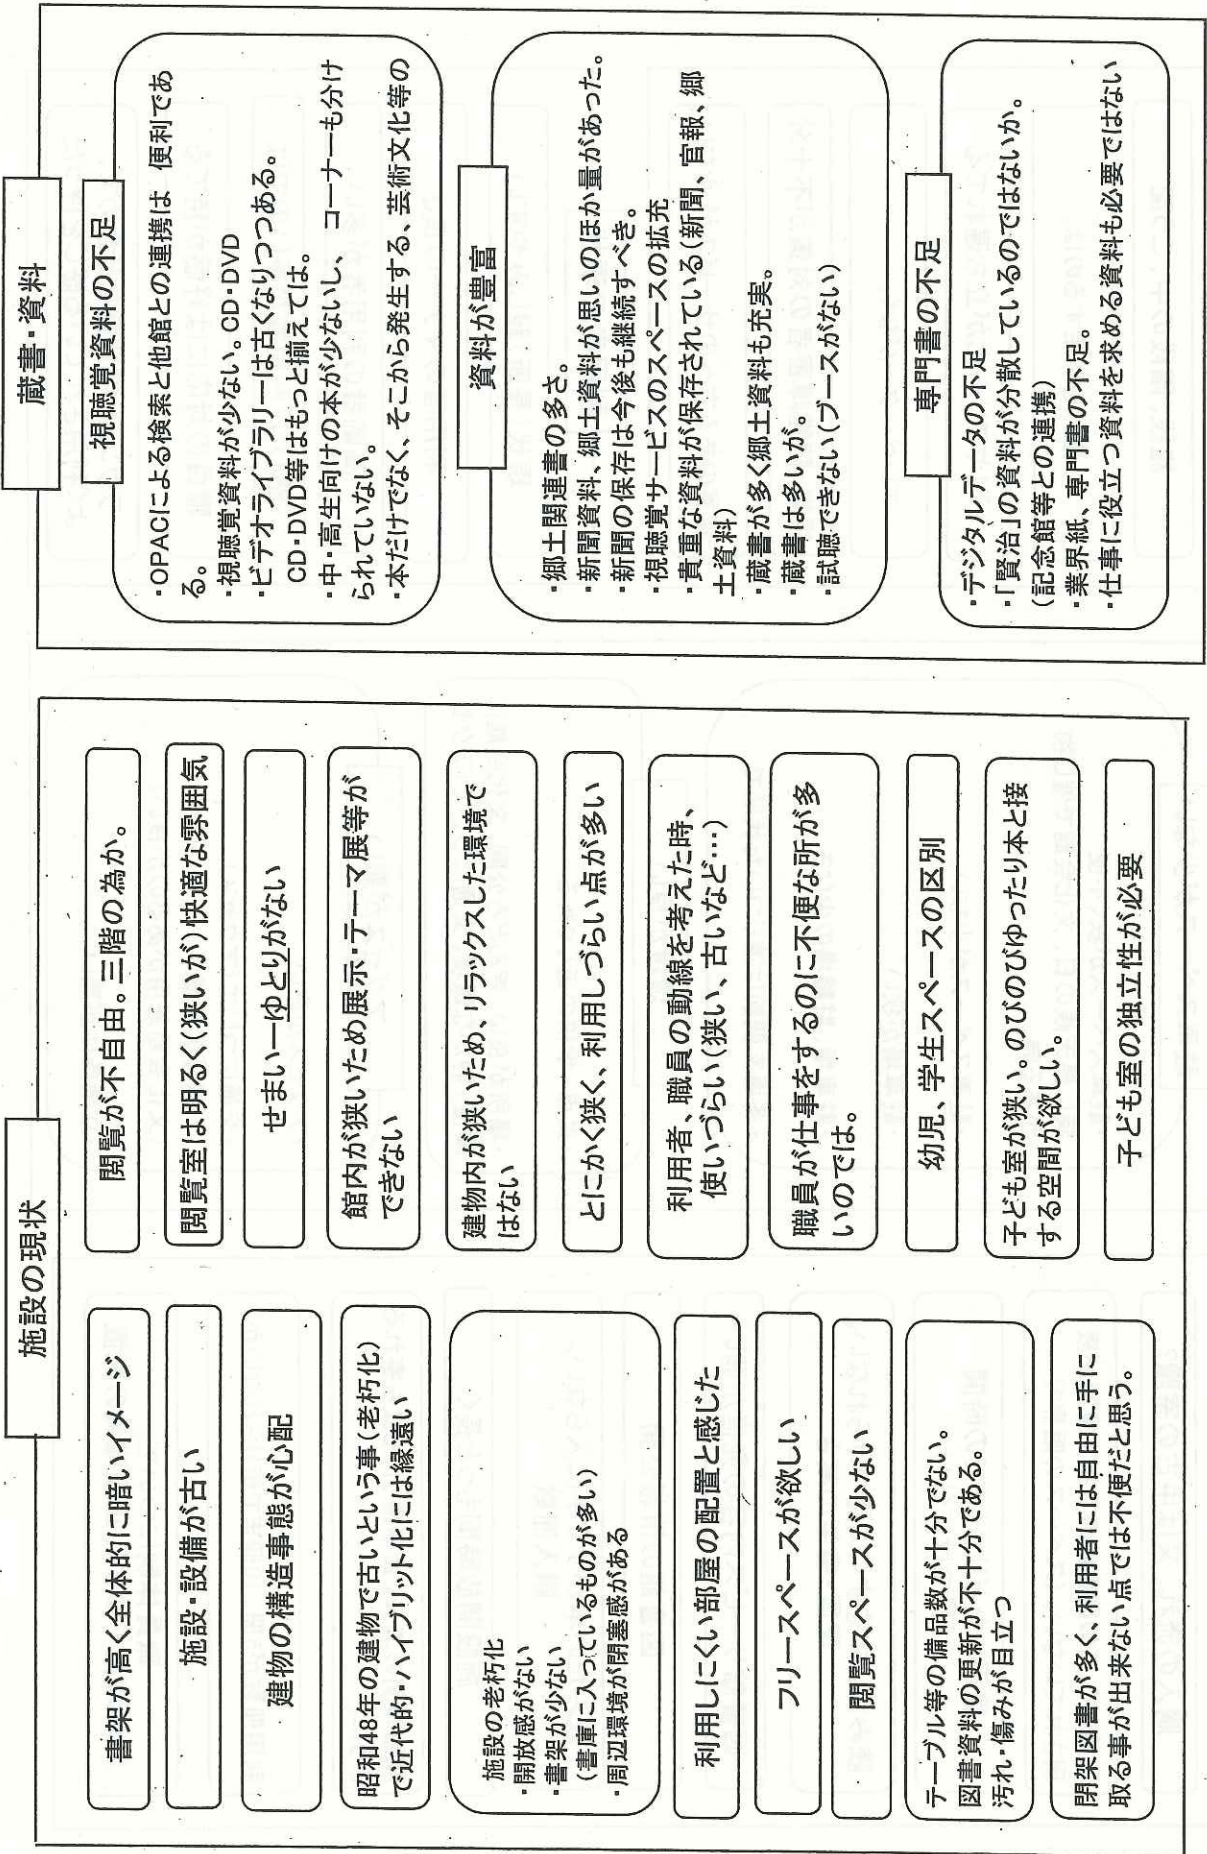 施設の現状
書架が高く全体的に暗いイメージ
施設・設備が古い
建物の構造事態が心配
昭和48年の建物で古いという事(老朽化)
で近代的・ハイブリット化には縁遠い
施設の老朽化
・開放感がない
・書架が少ない
(書庫に入っているものが多い)
・周辺環境が閉塞感がある
利用しにくい部屋の配置と感じた
フリースペースが欲しい
閲覧スペースが少ない
テーブル等の備品数が十分でない。
図書資料の更新が不十分である。
汚れ・傷みが目立つ
閉架図書が多く、利用者には自由に手に
取る事が出来ない点では不便だと思う。
閲覧が不自由。三階の為か。
閲覧室は明るく(狭いが)快適な雰囲気
せまい―ゆとりがない
館内が狭いため展示・テーマ展等が
できない
建物内が狭いため、リラックスした環境で
はない
とにかく狭く、利用しづらい点が多い
利用者、職員の動線を考えた時、
使いづらい(狭い、古いなど…)
職員が仕事をするのに不便な所が多
いのでは。
幼児、学生スペースの区別
子ども室が狭い。のびのびゆったり本と接
する空間が欲しい。
子ども室の独立性が必要
蔵書・資料
視聴覚資料の不足
・OPACによる検索と他館との連携は 便利であ
る。
・視聴覚資料が少ない。CD・DVD
・ビデオライブラリーは古くなりつつある。
CD・DVD等はもっと揃えては。
・中・高生向けの本が少ないし、 コーナーも分け
られていない。
・本だけでなく、そこから発生する、芸術文化等の
資料が豊富
・郷土関連書の多さ。
・新聞資料、郷土資料が思いのほか量があった。
・新聞の保存は今後も継続すべき。
・視聴覚サービスのスペースの拡充
・貴重な資料が保存されている(新聞、官報、郷
土資料)
・蔵書が多く郷土資料も充実。
・蔵書は多いが。
・試聴できない(ブースがない)
専門書の不足
・デジタルデータの不足
・「賢治」の資料が分散しているのではないか。
(記念館等との連携)
・業界紙、専門書の不足。
・仕事に役立つ資料を求める資料も必要ではない